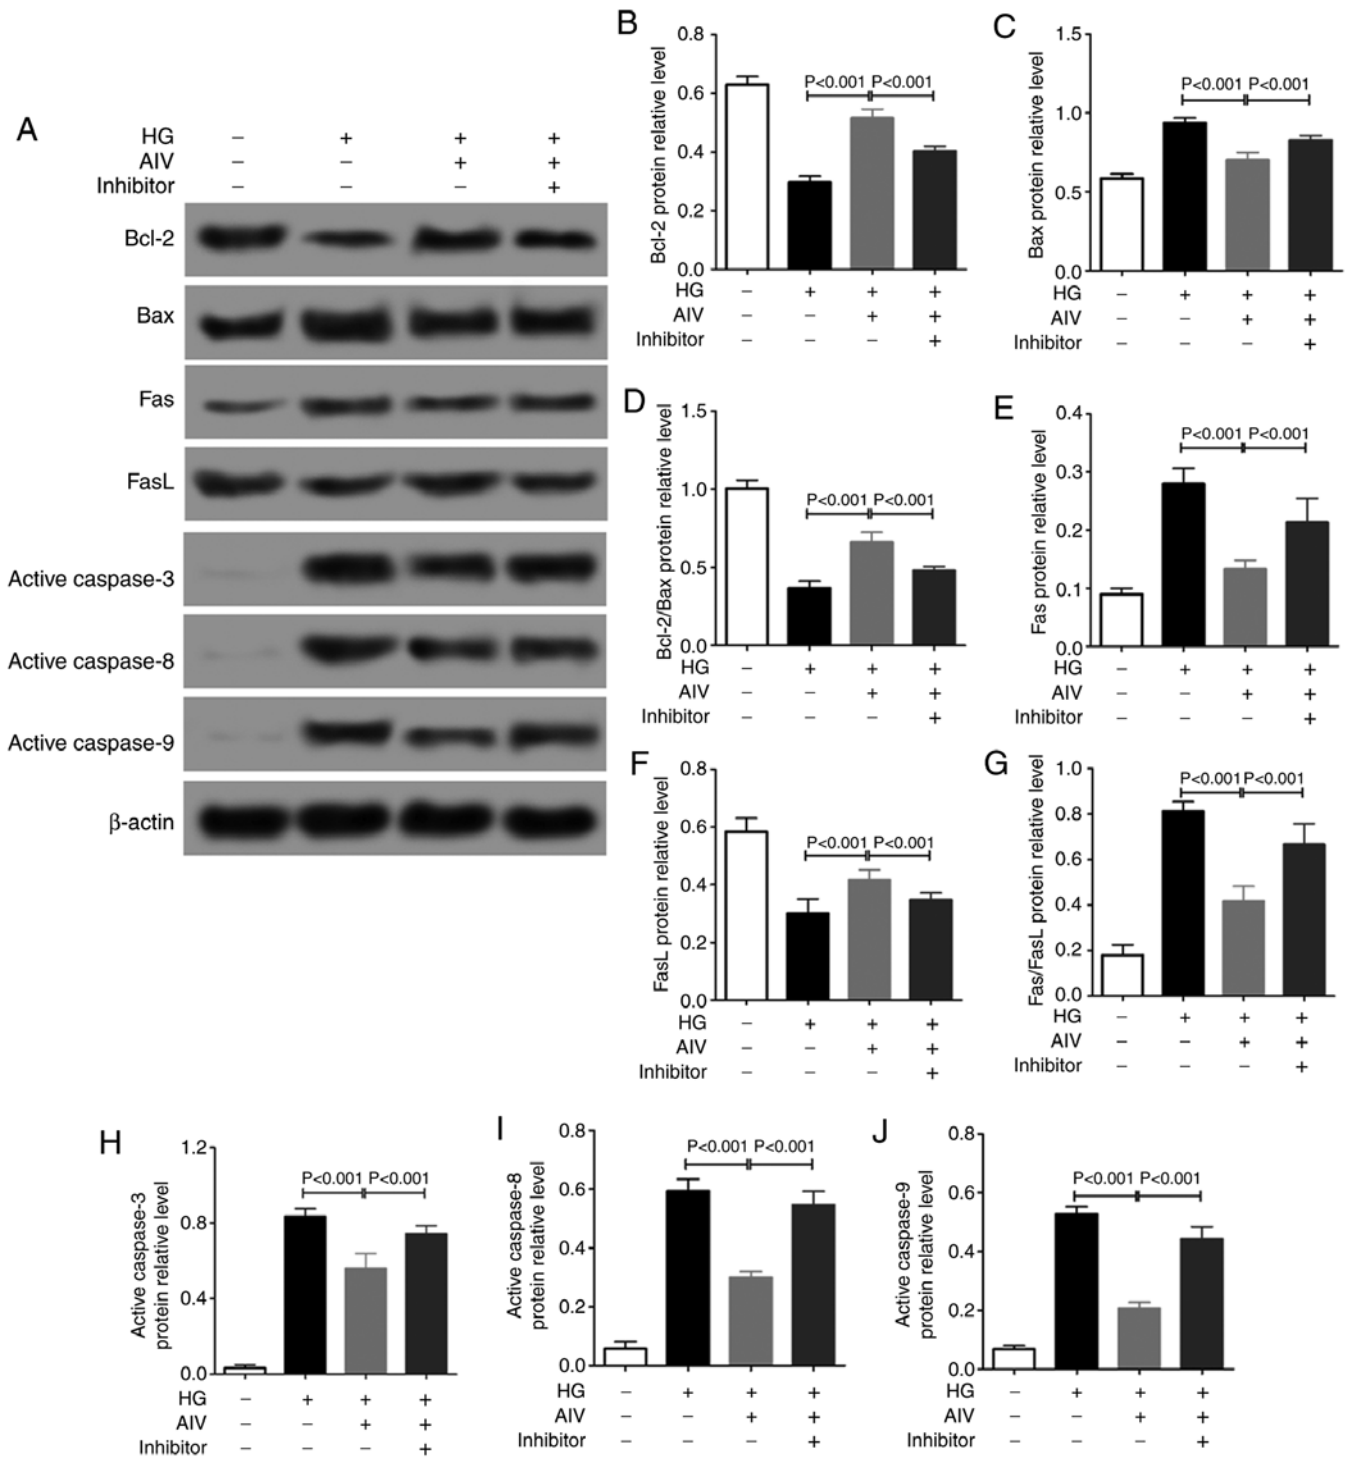 A
HG − + + +
AIV − − + +
Inhibitor − − − +
Bcl-2
Bax
Fas
FasL
Active caspase-3
Active caspase-8
Active caspase-9
β-actin
B
Bcl-2 protein relative level
0.8
0.6
0.4
0.2
0.0
P<0.001 P<0.001
HG − + + +
AIV − − + +
Inhibitor − − − +
C
Bax protein relative level
1.5
1.0
0.5
0.0
P<0.001 P<0.001
HG − + + +
AIV − − + +
Inhibitor − − − +
D
Bcl-2/Bax protein relative level
1.5
1.0
0.5
0.0
P<0.001 P<0.001
HG − + + +
AIV − − + +
Inhibitor − − − +
E
Fas protein relative level
0.4
0.3
0.2
0.1
0.0
P<0.001 P<0.001
HG − + + +
AIV − − + +
Inhibitor − − − +
F
FasL protein relative level
0.8
0.6
0.4
0.2
0.0
P<0.001 P<0.001
HG − + + +
AIV − − + +
Inhibitor − − − +
G
Fas/FasL protein relative level
1.0
0.8
0.6
0.4
0.2
0.0
P<0.001 P<0.001
HG − + + +
AIV − − + +
Inhibitor − − − +
H
Active caspase-3
protein relative level
1.2
0.8
0.4
0.0
P<0.001 P<0.001
HG − + + +
AIV − − + +
Inhibitor − − − +
I
Active caspase-8
protein relative level
0.8
0.6
0.4
0.2
0.0
P<0.001 P<0.001
HG − + + +
AIV − − + +
Inhibitor − − − +
J
Active caspase-9
protein relative level
0.8
0.6
0.4
0.2
0.0
P<0.001 P<0.001
HG − + + +
AIV − − + +
Inhibitor − − − +